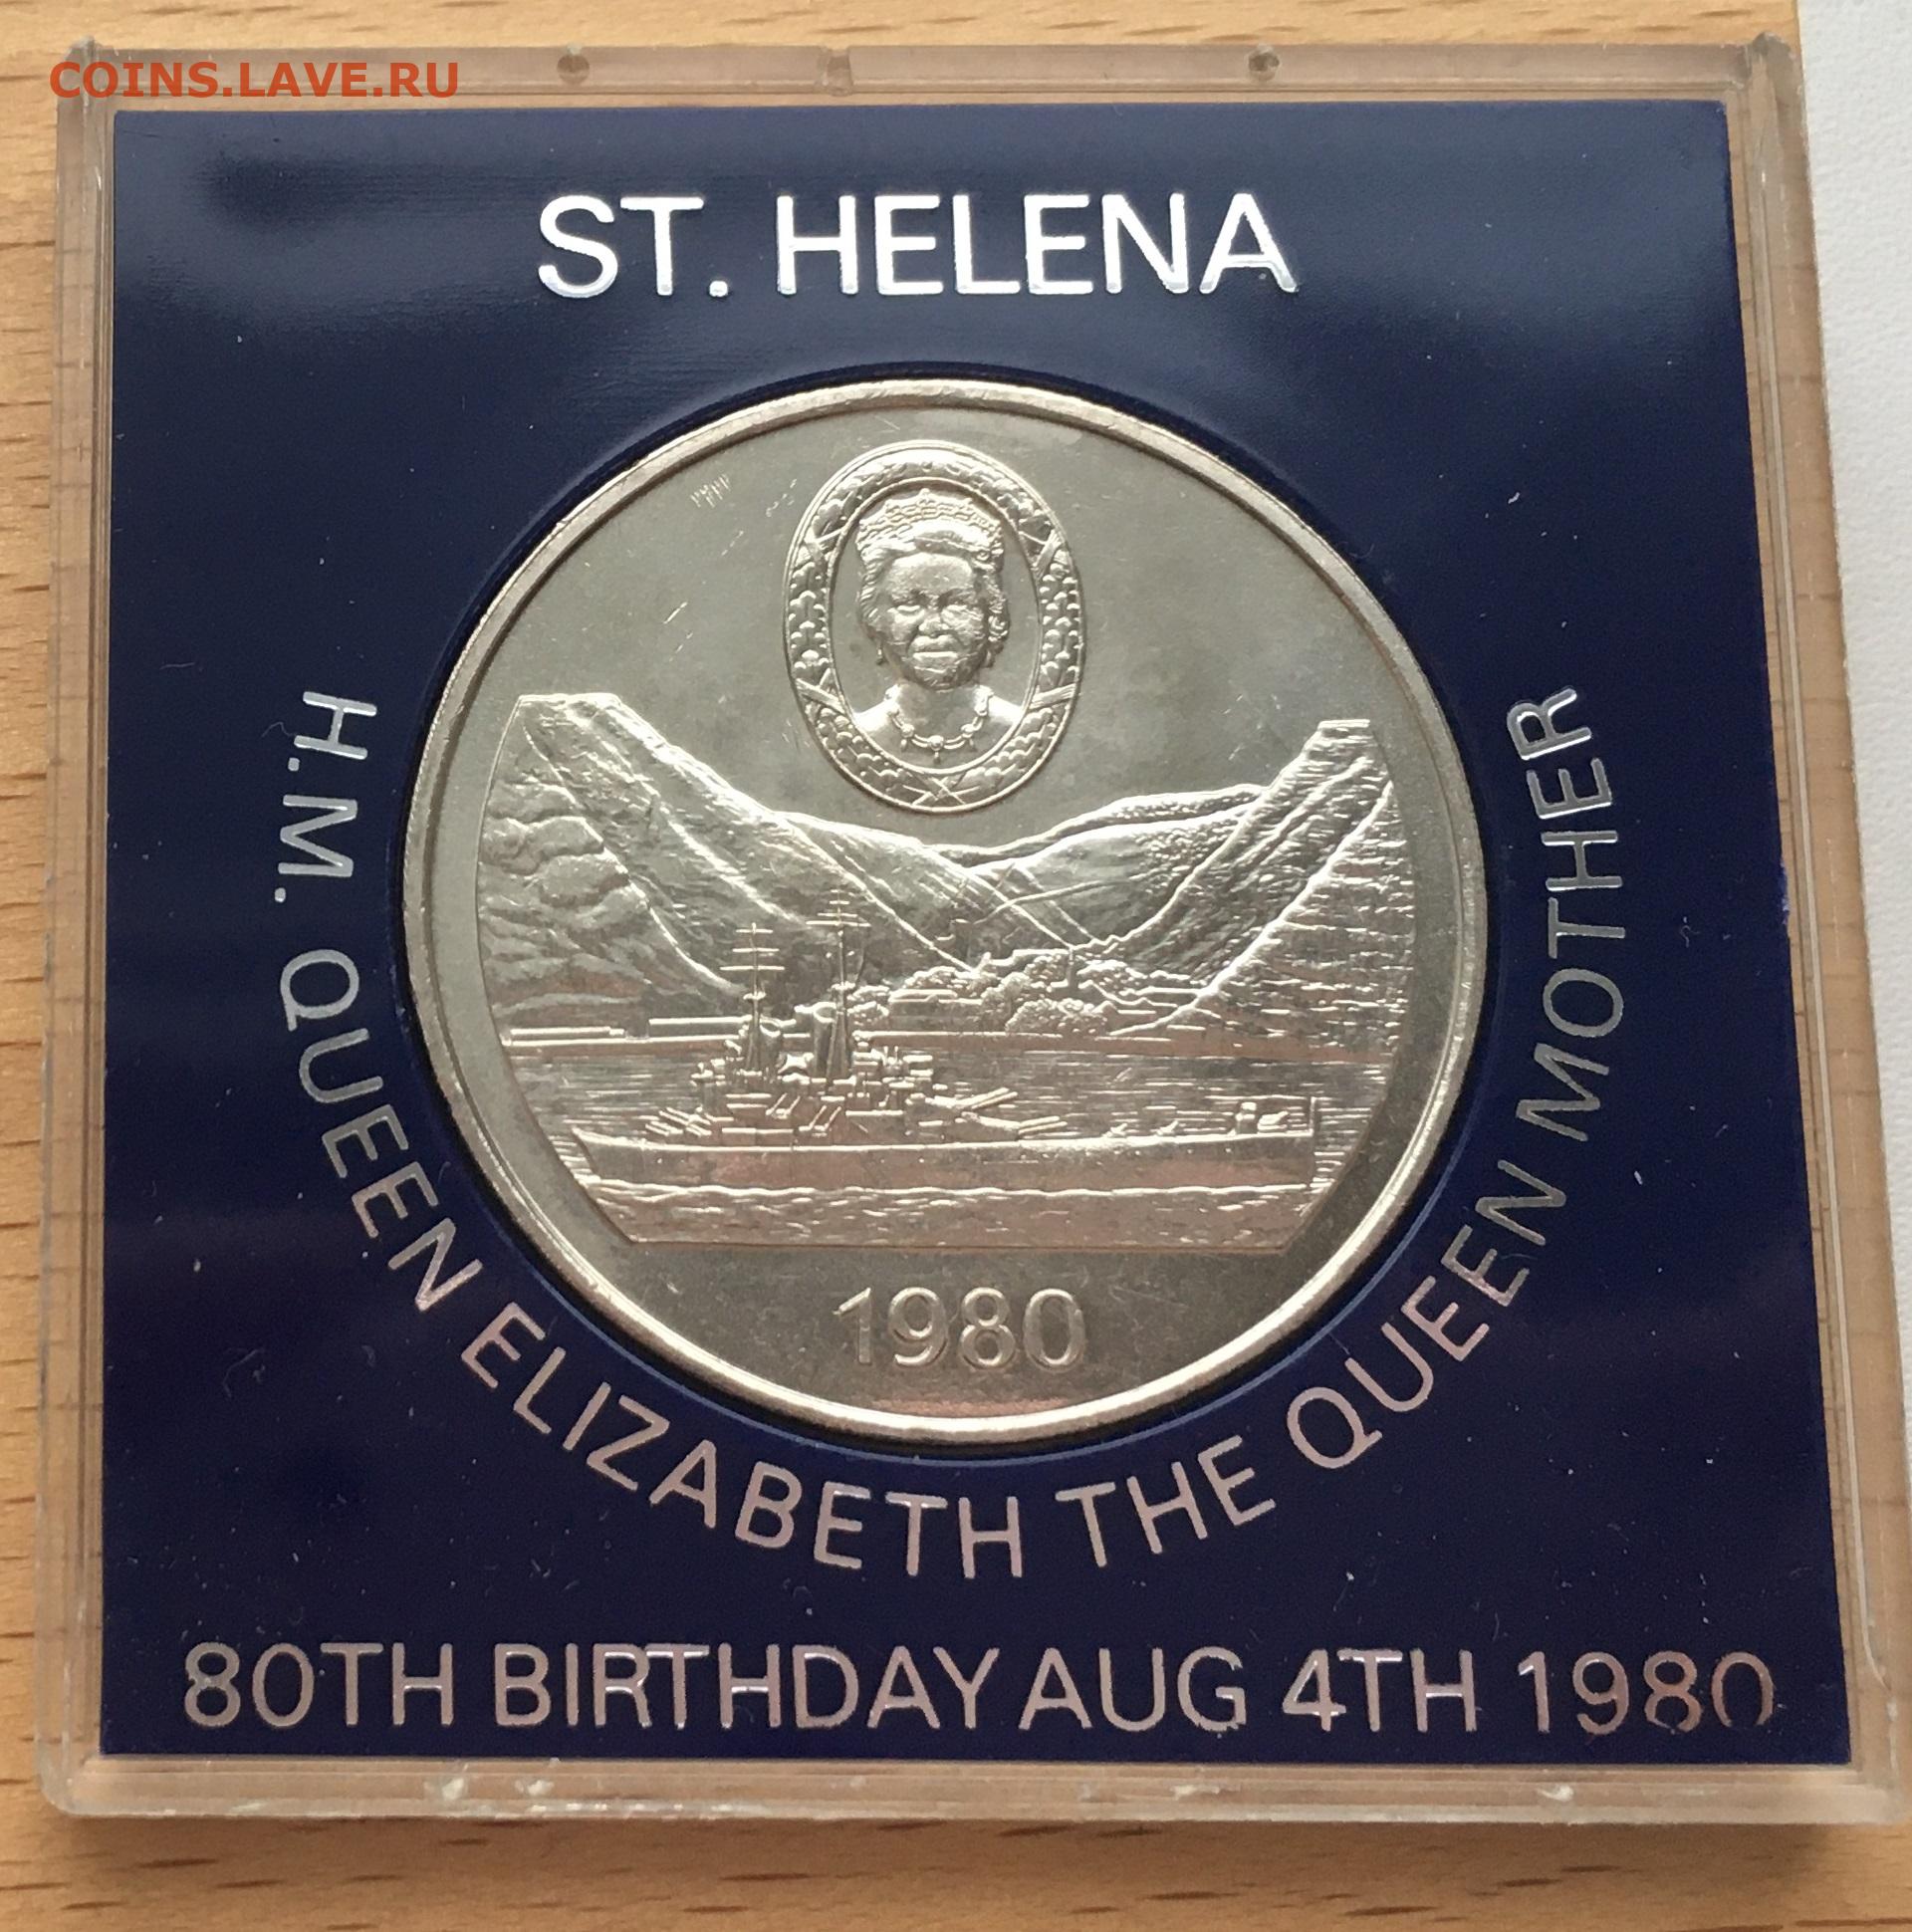 COINS.LAVE.RU
ST. HELENA
H.M. QUEEN ELIZABETH THE QUEEN MOTHER
1980
80TH BIRTHDAY AUG 4TH 1980